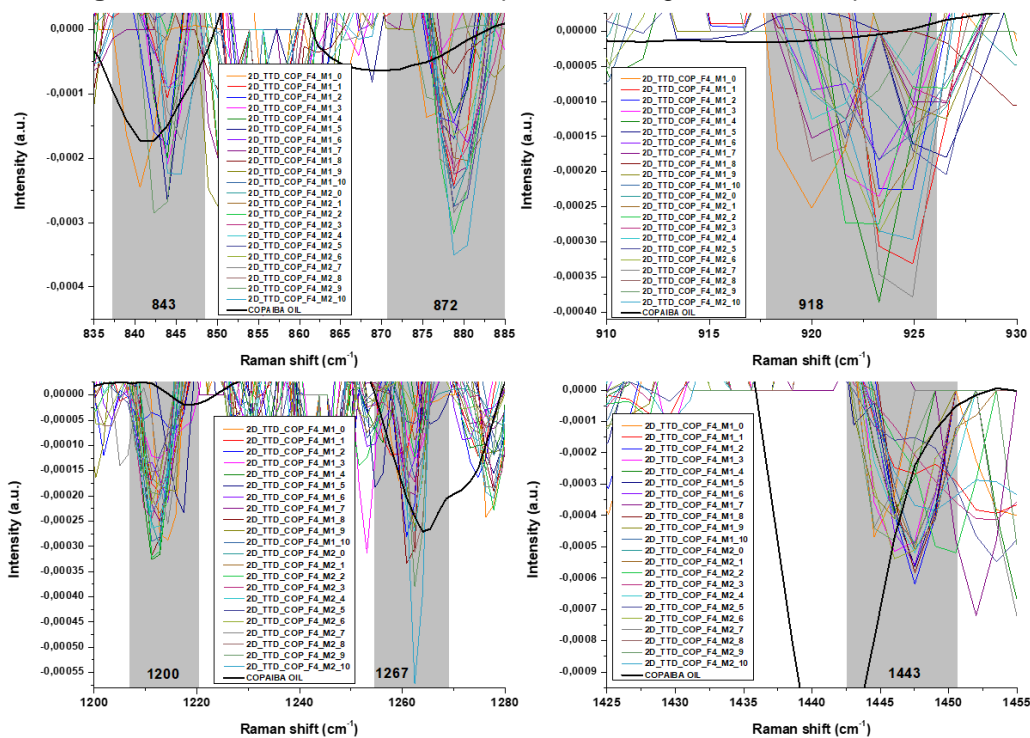 Intensity (a.u.)
0,0000
-0,0001
-0,0002
-0,0003
-0,0004
2D_TTD_COP_F4_M1_0
2D_TTD_COP_F4_M1_1
2D_TTD_COP_F4_M1_2
2D_TTD_COP_F4_M1_3
2D_TTD_COP_F4_M1_4
2D_TTD_COP_F4_M1_5
2D_TTD_COP_F4_M1_6
2D_TTD_COP_F4_M1_7
2D_TTD_COP_F4_M1_8
2D_TTD_COP_F4_M1_9
2D_TTD_COP_F4_M1_10
2D_TTD_COP_F4_M2_0
2D_TTD_COP_F4_M2_1
2D_TTD_COP_F4_M2_2
2D_TTD_COP_F4_M2_3
2D_TTD_COP_F4_M2_4
2D_TTD_COP_F4_M2_5
2D_TTD_COP_F4_M2_6
2D_TTD_COP_F4_M2_7
2D_TTD_COP_F4_M2_8
2D_TTD_COP_F4_M2_9
2D_TTD_COP_F4_M2_10
COPAIBA OIL
843 872
835 840 845 850 855 860 865 870 875 880 885
Raman shift (cm-1)
Intensity (a.u.)
0,00000
-0,00005
-0,00010
-0,00015
-0,00020
-0,00025
-0,00030
-0,00035
-0,00040
2D_TTD_COP_F4_M1_0
2D_TTD_COP_F4_M1_1
2D_TTD_COP_F4_M1_2
2D_TTD_COP_F4_M1_3
2D_TTD_COP_F4_M1_4
2D_TTD_COP_F4_M1_5
2D_TTD_COP_F4_M1_6
2D_TTD_COP_F4_M1_7
2D_TTD_COP_F4_M1_8
2D_TTD_COP_F4_M1_9
2D_TTD_COP_F4_M1_10
2D_TTD_COP_F4_M2_0
2D_TTD_COP_F4_M2_1
2D_TTD_COP_F4_M2_2
2D_TTD_COP_F4_M2_3
2D_TTD_COP_F4_M2_4
2D_TTD_COP_F4_M2_5
2D_TTD_COP_F4_M2_6
2D_TTD_COP_F4_M2_7
2D_TTD_COP_F4_M2_8
2D_TTD_COP_F4_M2_9
2D_TTD_COP_F4_M2_10
COPAIBA OIL
918
910 915 920 925 930
Raman shift (cm-1)
Intensity (a.u.)
0,00000
-0,00005
-0,00010
-0,00015
-0,00020
-0,00025
-0,00030
-0,00035
-0,00040
-0,00045
-0,00050
-0,00055
2D_TTD_COP_F4_M1_0
2D_TTD_COP_F4_M1_1
2D_TTD_COP_F4_M1_2
2D_TTD_COP_F4_M1_3
2D_TTD_COP_F4_M1_4
2D_TTD_COP_F4_M1_5
2D_TTD_COP_F4_M1_6
2D_TTD_COP_F4_M1_7
2D_TTD_COP_F4_M1_8
2D_TTD_COP_F4_M1_9
2D_TTD_COP_F4_M1_10
2D_TTD_COP_F4_M2_0
2D_TTD_COP_F4_M2_1
2D_TTD_COP_F4_M2_2
2D_TTD_COP_F4_M2_3
2D_TTD_COP_F4_M2_4
2D_TTD_COP_F4_M2_5
2D_TTD_COP_F4_M2_6
2D_TTD_COP_F4_M2_7
2D_TTD_COP_F4_M2_8
2D_TTD_COP_F4_M2_9
2D_TTD_COP_F4_M2_10
COPAIBA OIL
1200 1267
1200 1210 1220 1230 1240 1250 1260 1270 1280
Raman shift (cm-1)
Intensity (a.u.)
0,0000
-0,0001
-0,0002
-0,0003
-0,0004
-0,0005
-0,0006
-0,0007
-0,0008
-0,0009
2D_TTD_COP_F4_M1_0
2D_TTD_COP_F4_M1_1
2D_TTD_COP_F4_M1_2
2D_TTD_COP_F4_M1_3
2D_TTD_COP_F4_M1_4
2D_TTD_COP_F4_M1_5
2D_TTD_COP_F4_M1_6
2D_TTD_COP_F4_M1_7
2D_TTD_COP_F4_M1_8
2D_TTD_COP_F4_M1_9
2D_TTD_COP_F4_M1_10
2D_TTD_COP_F4_M2_0
2D_TTD_COP_F4_M2_1
2D_TTD_COP_F4_M2_2
2D_TTD_COP_F4_M2_3
2D_TTD_COP_F4_M2_4
2D_TTD_COP_F4_M2_5
2D_TTD_COP_F4_M2_6
2D_TTD_COP_F4_M2_7
2D_TTD_COP_F4_M2_8
2D_TTD_COP_F4_M2_9
2D_TTD_COP_F4_M2_10
COPAIBA OIL
1443
1425 1430 1435 1440 1445 1450 1455
Raman shift (cm-1)